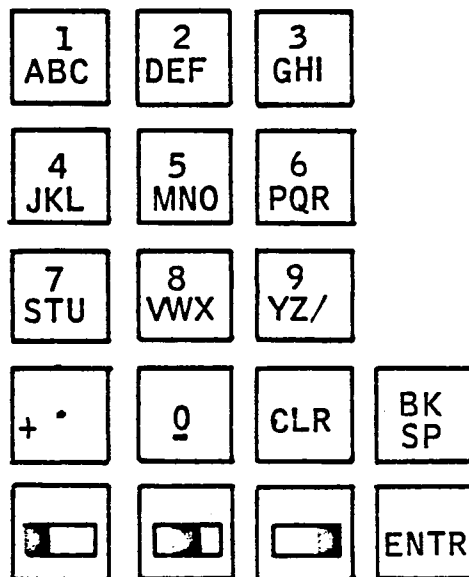 1 2 3
ABC DEF GHI
4 5 6
JKL MNO PQR
7 8 9
STU VWX YZ/
+ · 0 CLR BK
SP
ENTR